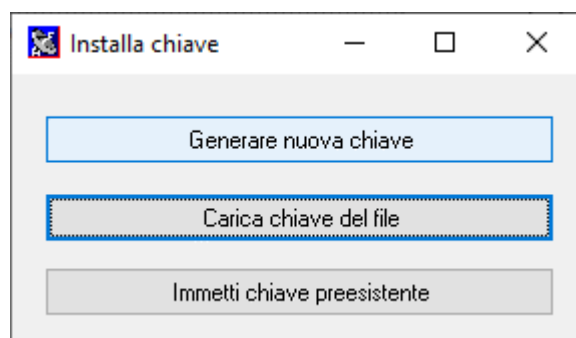 Installa chiave
Generare nuova chiave
Carica chiave del file
Immetti chiave preesistente